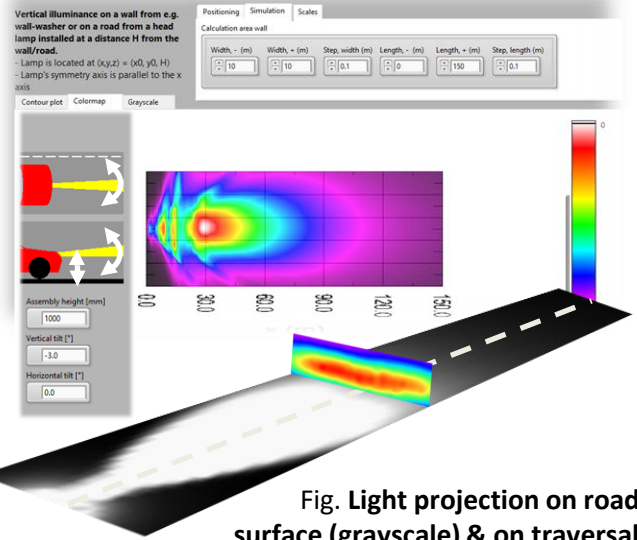 Vertical illuminance on a wall from e.g.
wall-washer or on a road from a head
lamp installed at a distance H from the
wall/road.
- Lamp is located at (x,y,z) = (x0, y0, H)
- Lamp's symmetry axis is parallel to the x
axis
Positioning Simulation Scales
Calculation area wall
Width, - (m) Width, + (m) Step, width (m) Length, - (m) Length, + (m) Step, length (m)
10 10 0.1 0 150 0.1
Contour plot Colormap Grayscale
0
0.0 30.0 60.0 90.0 120.0 150.0
Assembly height [mm]
1000
Vertical tilt [°]
-3.0
Horizontal tilt [°]
0.0
Fig. Light projection on road
surface (grayscale) & on traversal